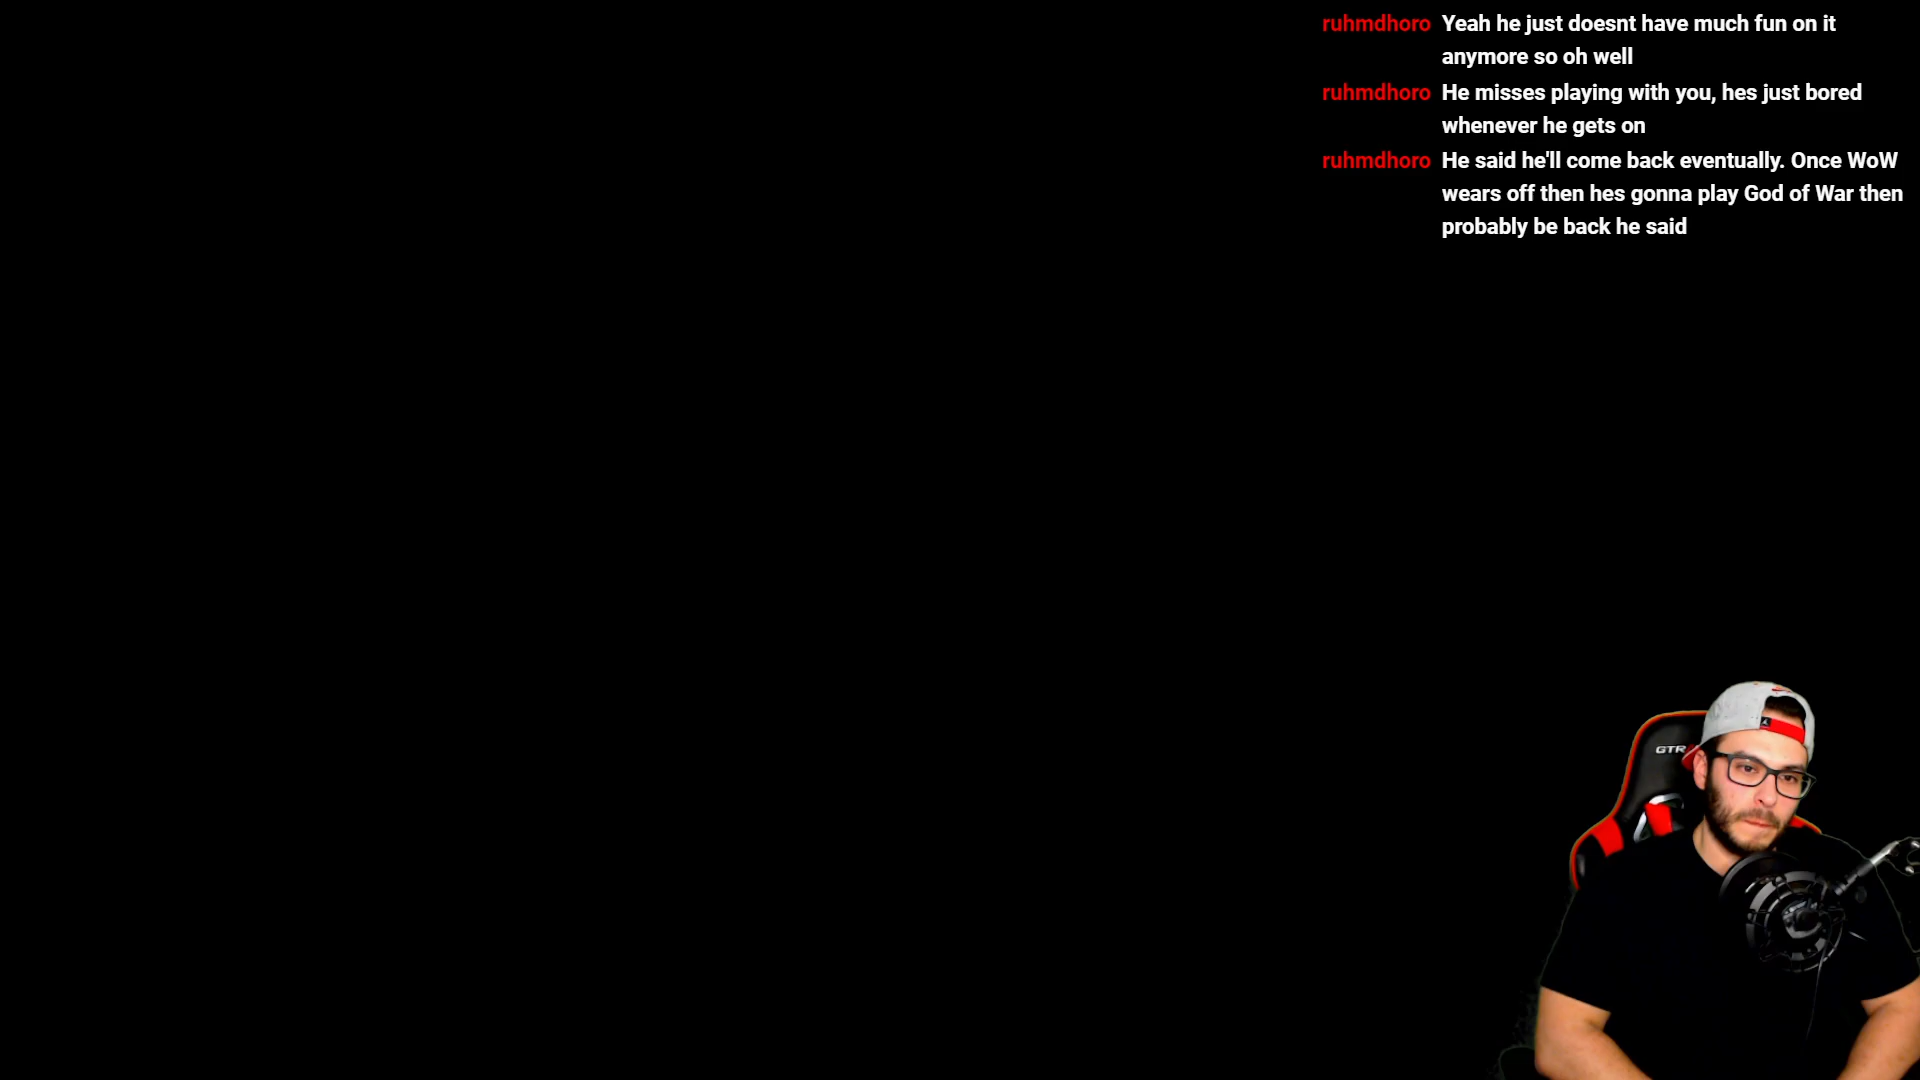 ruhmdhoro Yeah he just doesnt have much fun on it
anymore so oh well
ruhmdhoro He misses playing with you, hes just bored
whenever he gets on
ruhmdhoro He said he'll come back eventually. Once WoW
wears off then hes gonna play God of War then
probably be back he said
GTR